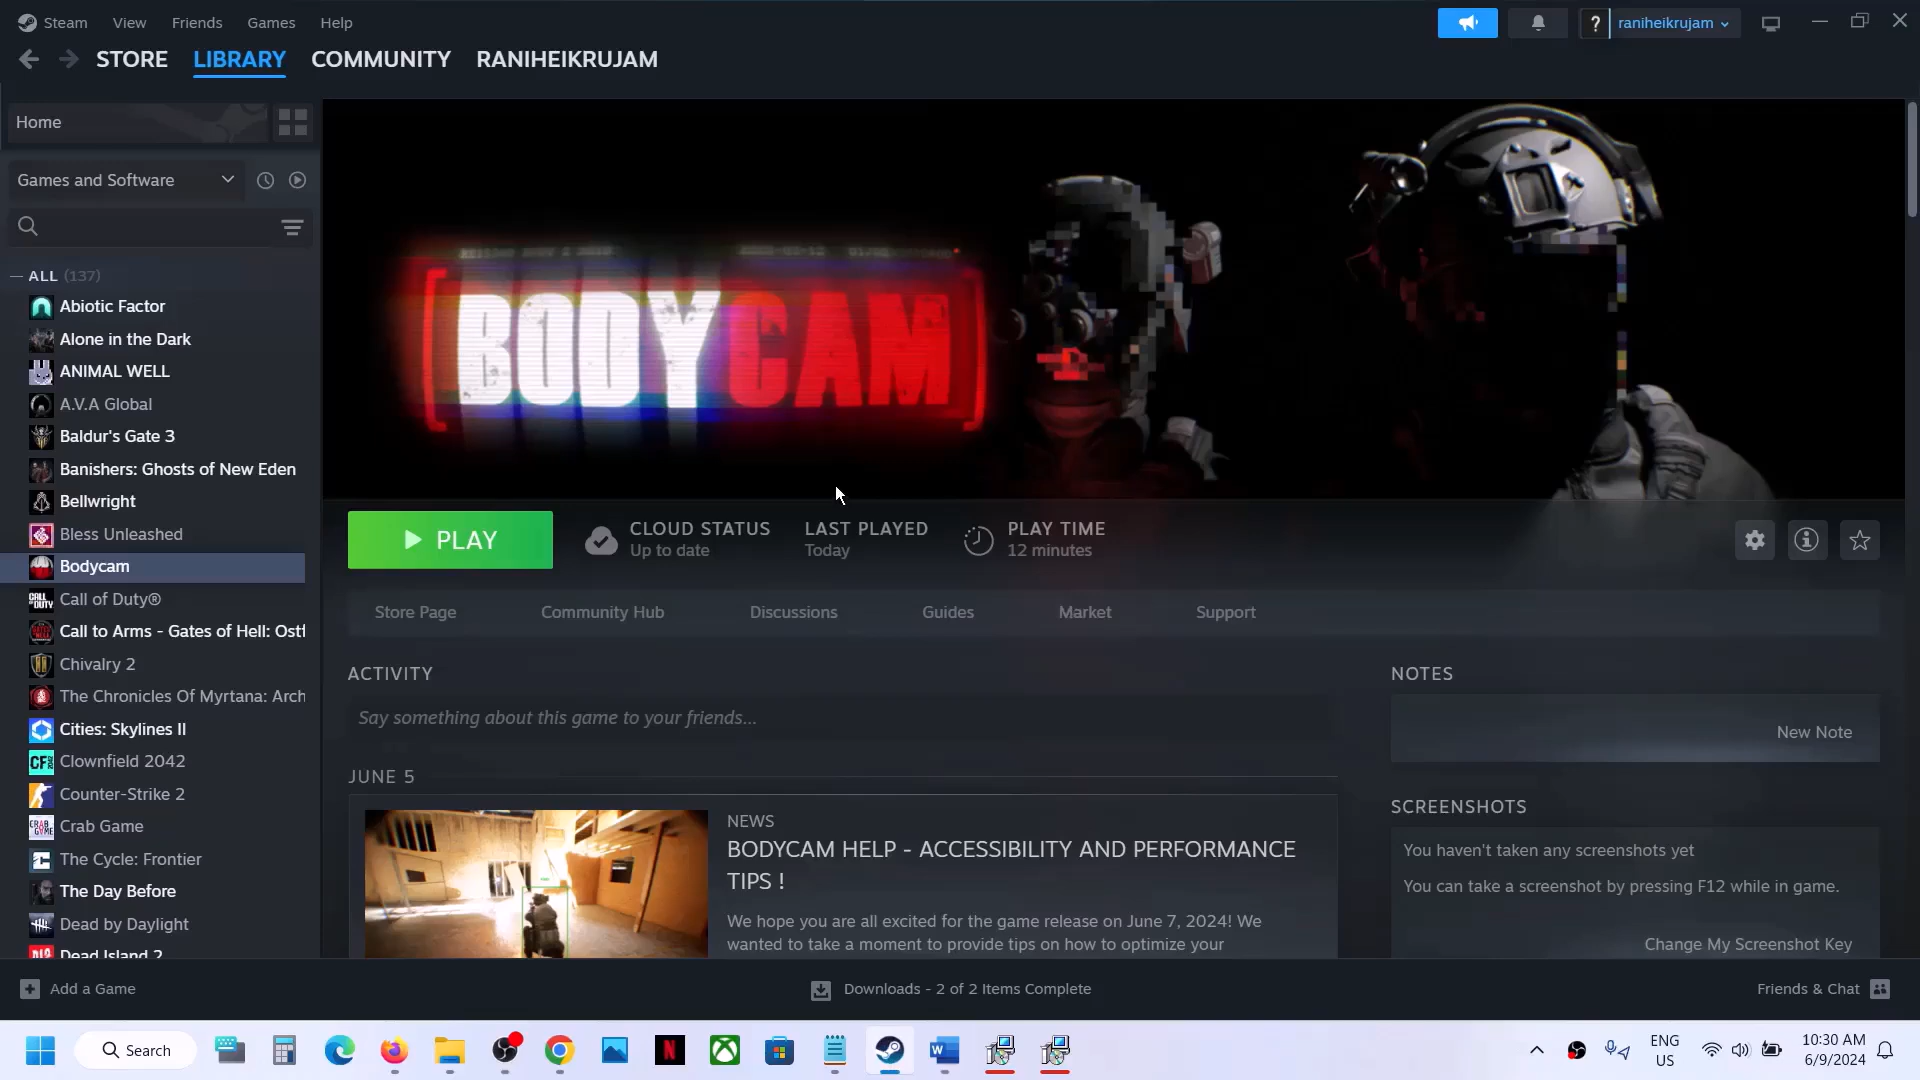 Steam View Friends Games Help
? raniheikrujam
STORE LIBRARY COMMUNITY RANIHEIKRUJAM
Home
Games and Software
ALL (137)
Abiotic Factor
Alone in the Dark
ANIMAL WELL
A.V.A Global
Baldur's Gate 3
Banishers: Ghosts of New Eden
Bellwright
Bless Unleashed
Bodycam
Call of Duty®
Call to Arms - Gates of Hell: Ostf
Chivalry 2
The Chronicles Of Myrtana: Arch
Cities: Skylines II
Clownfield 2042
Counter-Strike 2
Crab Game
The Cycle: Frontier
The Day Before
Dead by Daylight
Dead Island 2
BODYCAM
PLAY
CLOUD STATUS
Up to date
LAST PLAYED
Today
PLAY TIME
12 minutes
Store Page Community Hub Discussions Guides Market Support
ACTIVITY
Say something about this game to your friends...
JUNE 5
NEWS
BODYCAM HELP - ACCESSIBILITY AND PERFORMANCE
TIPS !
We hope you are all excited for the game release on June 7, 2024! We
wanted to take a moment to provide tips on how to optimize your
NOTES
New Note
SCREENSHOTS
You haven't taken any screenshots yet
You can take a screenshot by pressing F12 while in game.
Change My Screenshot Key
Add a Game
Downloads - 2 of 2 Items Complete
Friends & Chat
Search
ENG
US
10:30 AM
6/9/2024